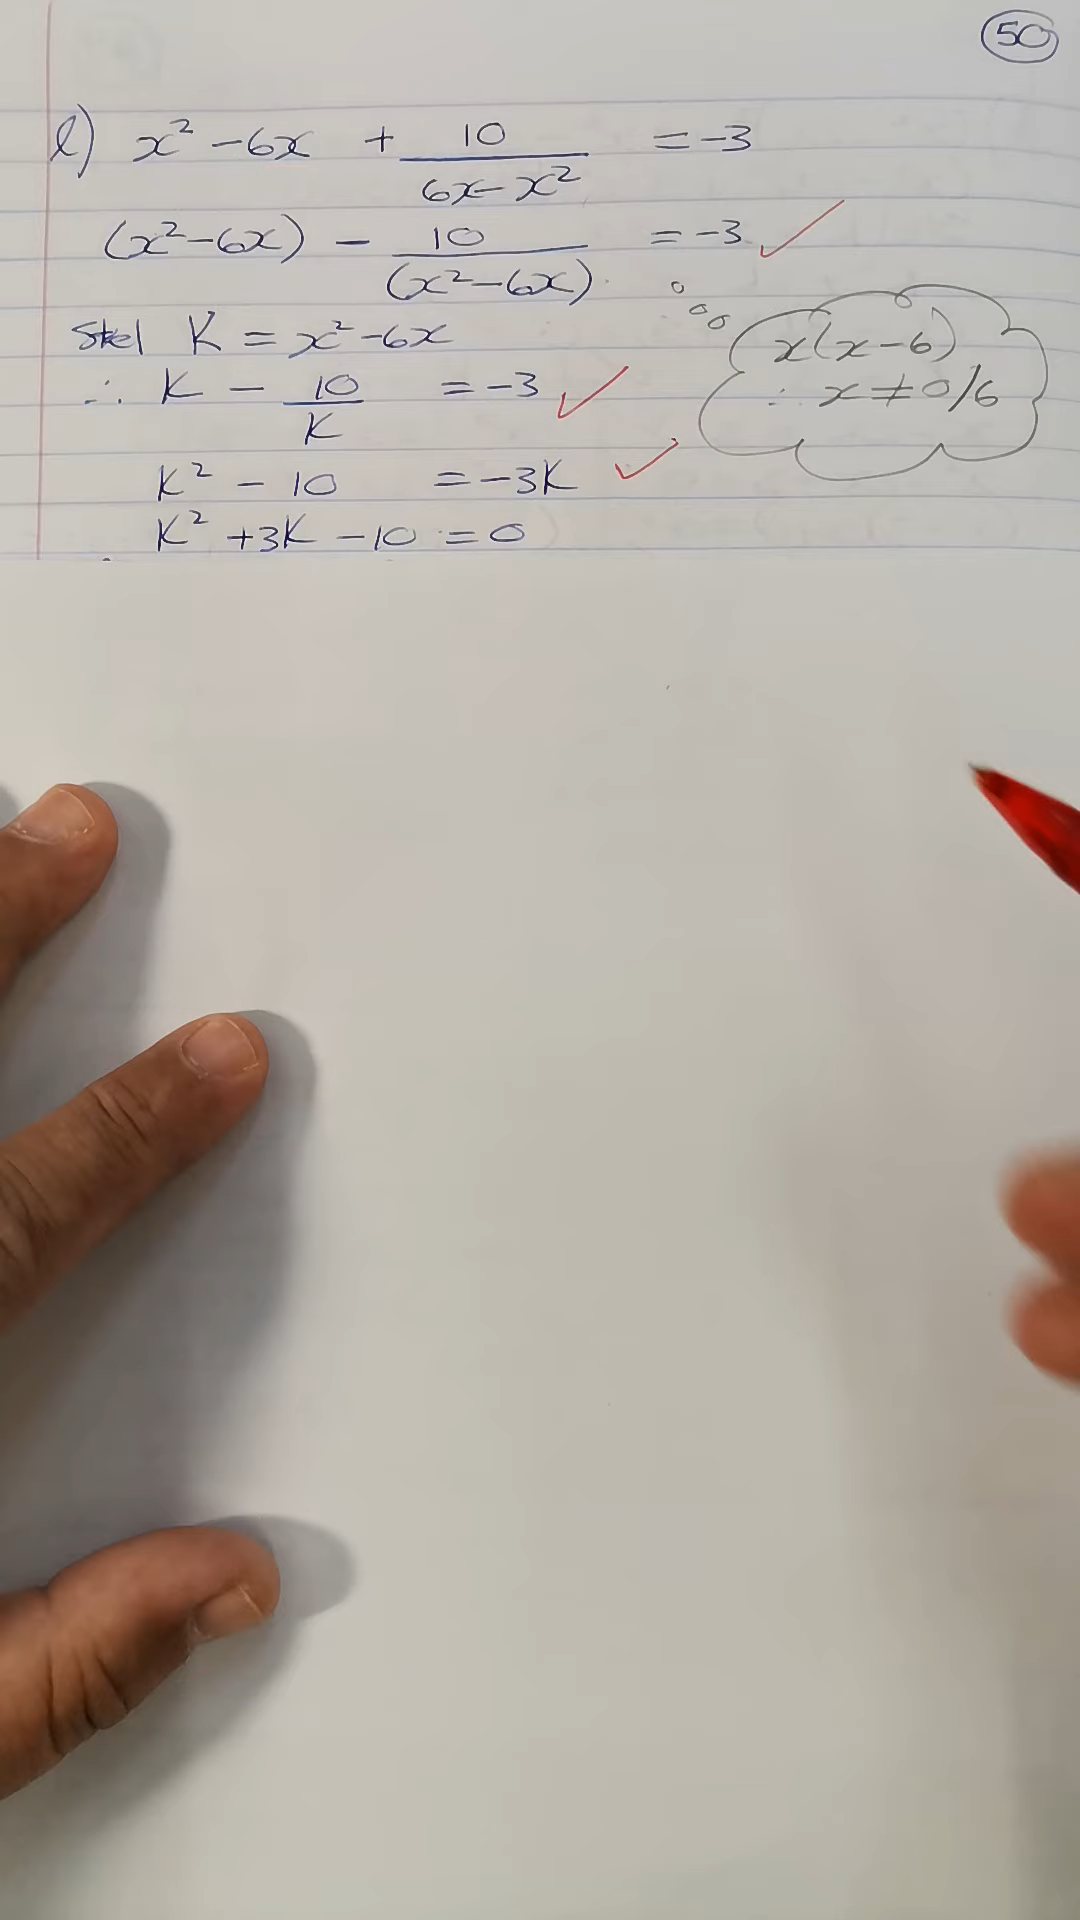 50
l) x² - 6x + 10/(6x - x²) = -3
(x² - 6x) - 10/(x² - 6x) = -3 ✓
Stel K = x² - 6x
x(x - 6)
∴ K - 10/K = -3 ✓
∴ x ≠ 0/6
K² - 10 = -3K ✓
K² + 3K - 10 = 0